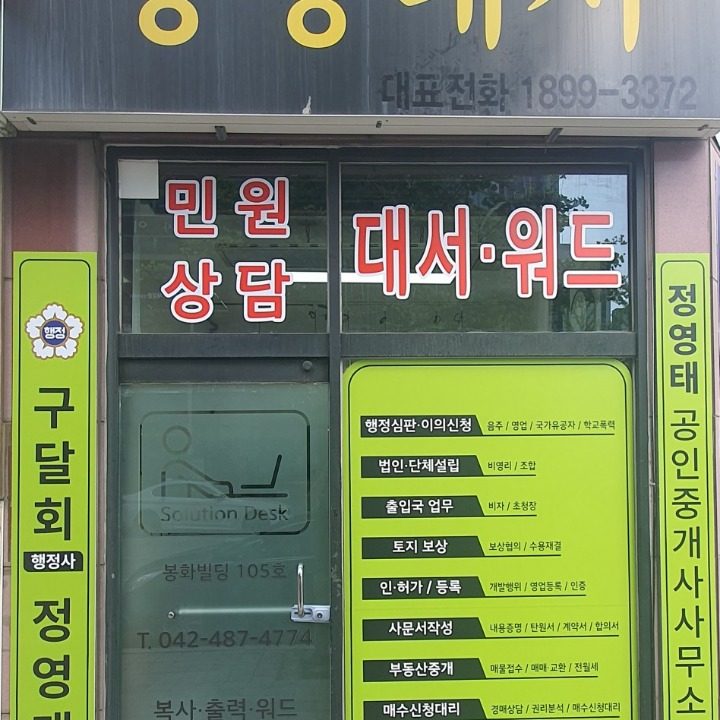 대표전화 1899-3372
민원
상담
대서·워드
행정
구달회
행정사
정영태
Solution Desk
봉화빌딩 105호
T. 042-487-4774
복사·출력·워드
행정심판·이의신청 음주 / 영업 / 국가유공자 / 학교폭력
법인·단체설립 비영리 / 조합
출입국 업무 비자 / 초청장
토지 보상 보상협의 / 수용재결
인·허가 / 등록 개발행위 / 영업등록 / 인증
사문서작성 내용증명 / 탄원서 / 계약서 / 합의서
부동산중개 매물접수 / 매매·교환 / 전월세
매수신청대리 경매상담 / 권리분석 / 매수신청대리
정영태 공인중개사사무소